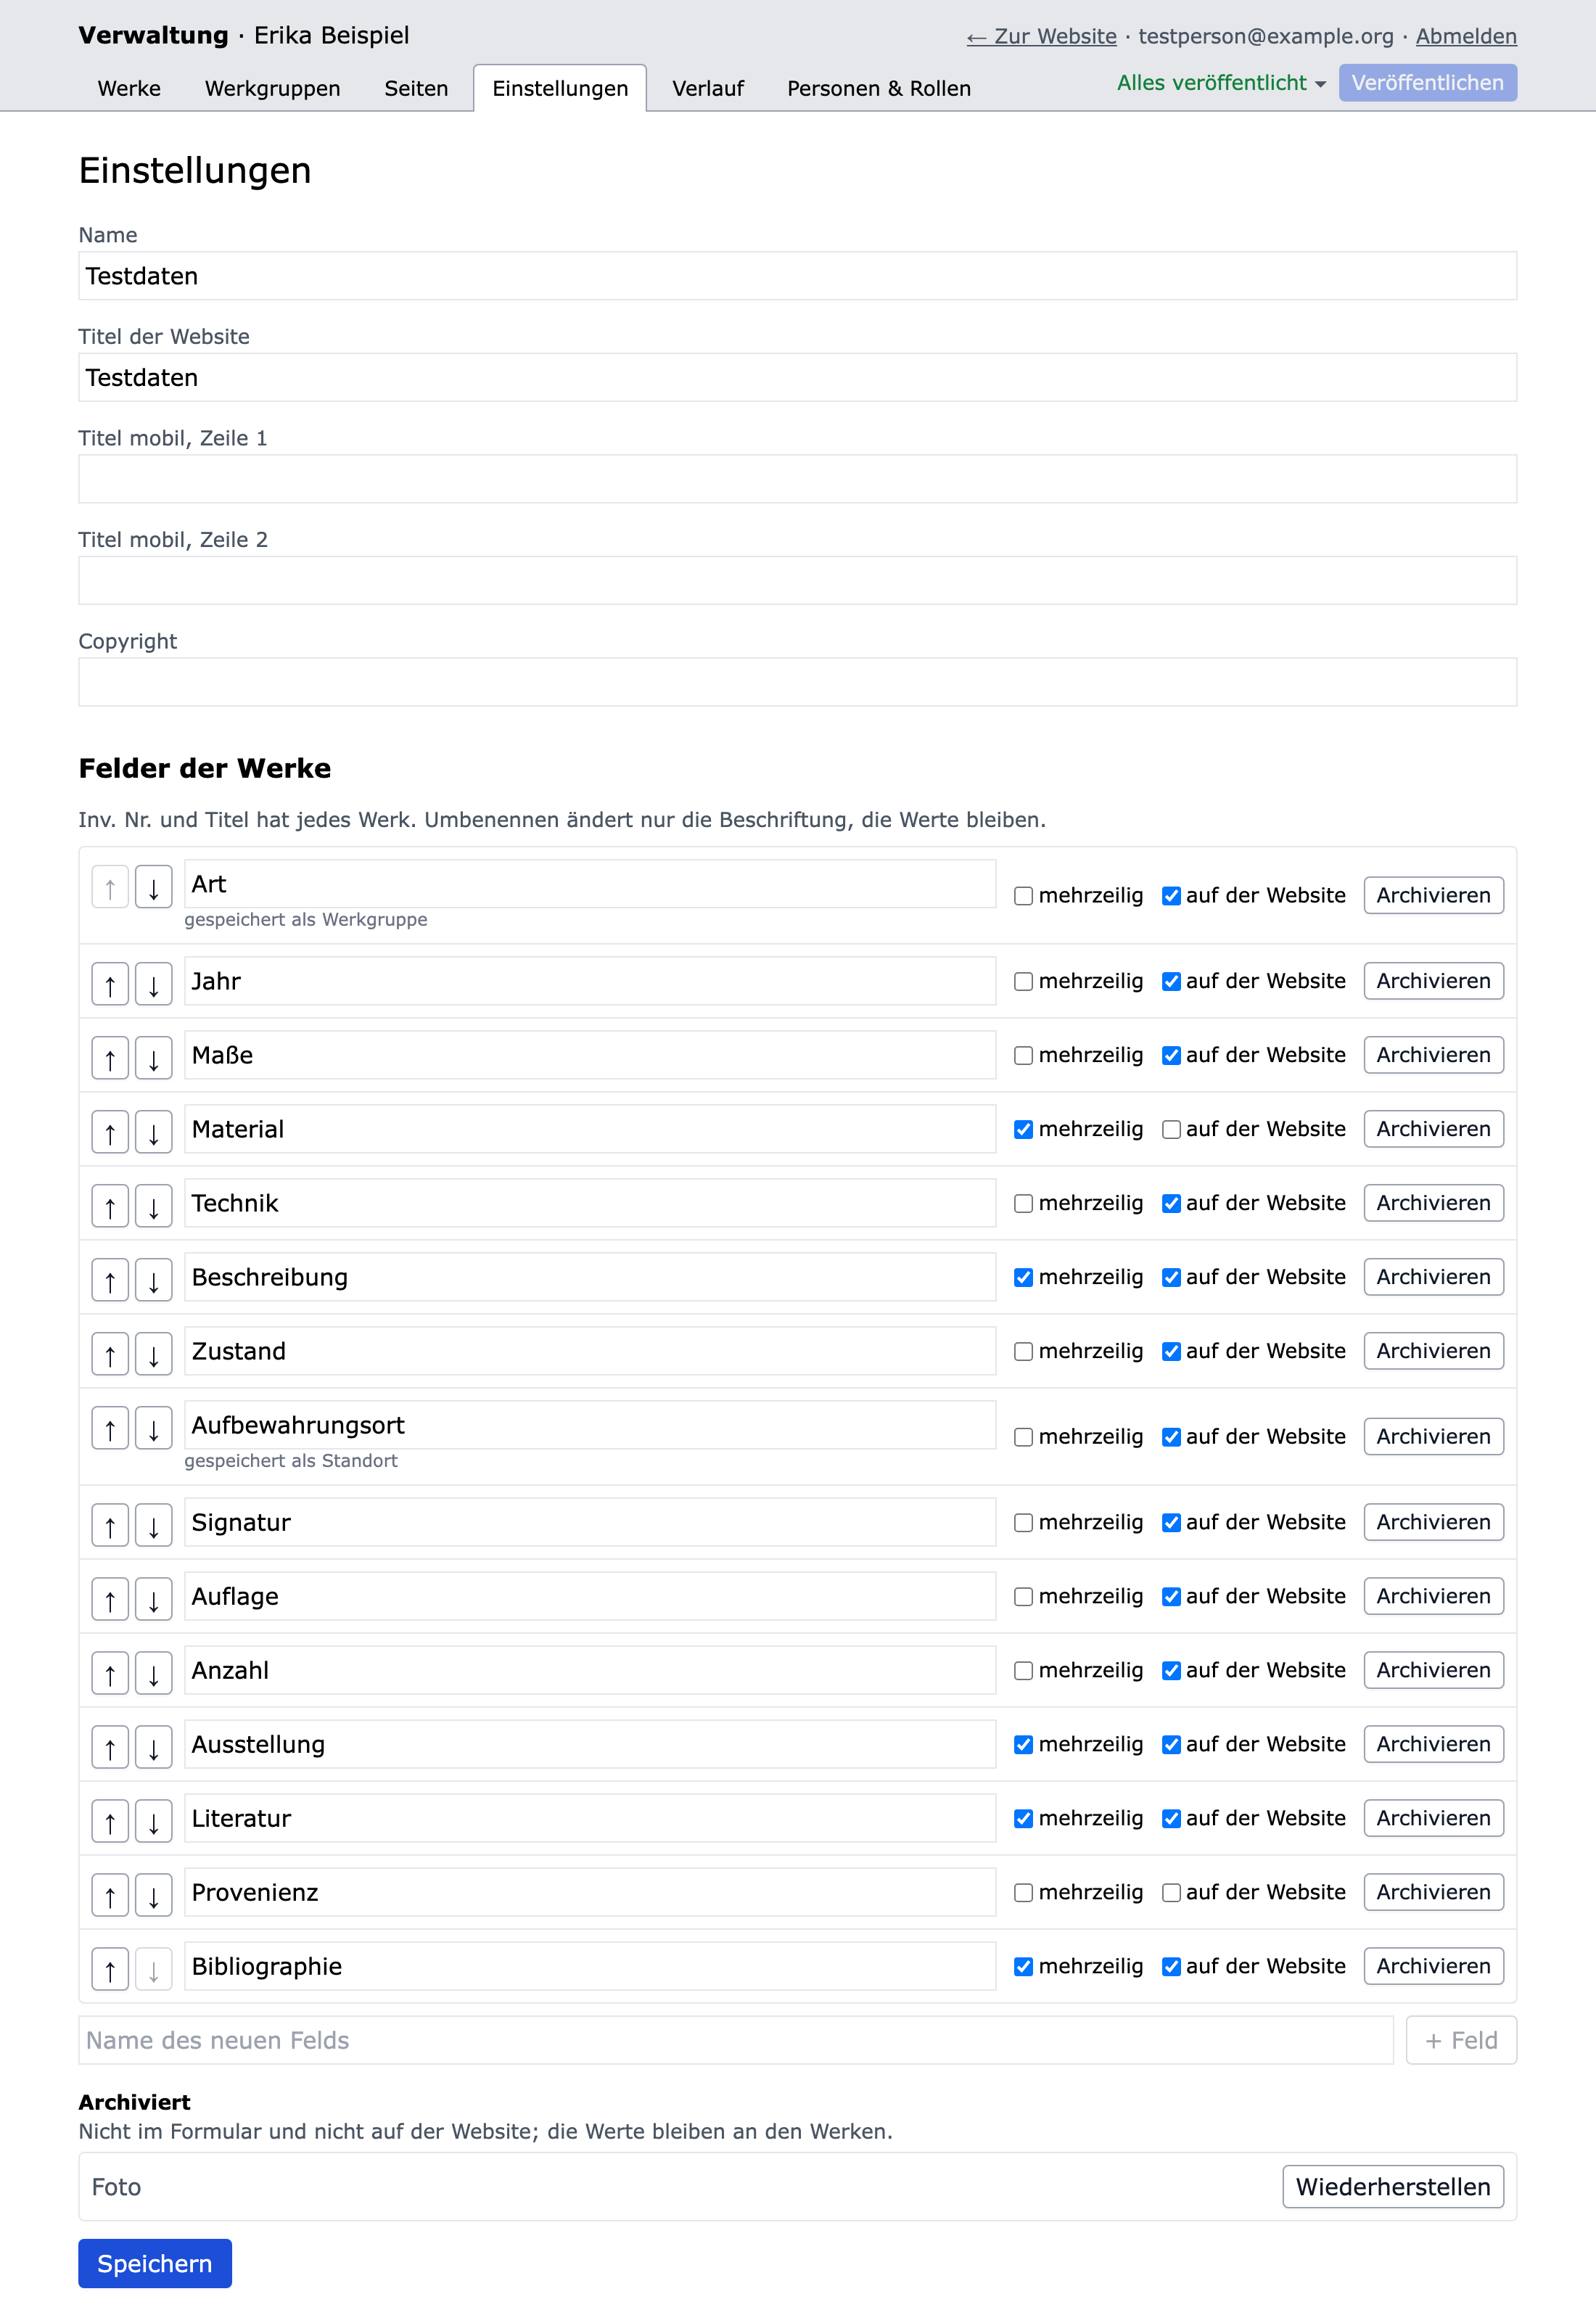 Verwaltung · Erika Beispiel
← Zur Website · testperson@example.org · Abmelden
Werke Werkgruppen Seiten Einstellungen Verlauf Personen & Rollen
Alles veröffentlicht ▾ Veröffentlichen
Einstellungen
Name
Testdaten
Titel der Website
Testdaten
Titel mobil, Zeile 1
Titel mobil, Zeile 2
Copyright
Felder der Werke
Inv. Nr. und Titel hat jedes Werk. Umbenennen ändert nur die Beschriftung, die Werte bleiben.
↑ ↓ Art mehrzeilig auf der Website Archivieren
gespeichert als Werkgruppe
↑ ↓ Jahr mehrzeilig auf der Website Archivieren
↑ ↓ Maße mehrzeilig auf der Website Archivieren
↑ ↓ Material mehrzeilig auf der Website Archivieren
↑ ↓ Technik mehrzeilig auf der Website Archivieren
↑ ↓ Beschreibung mehrzeilig auf der Website Archivieren
↑ ↓ Zustand mehrzeilig auf der Website Archivieren
↑ ↓ Aufbewahrungsort mehrzeilig auf der Website Archivieren
gespeichert als Standort
↑ ↓ Signatur mehrzeilig auf der Website Archivieren
↑ ↓ Auflage mehrzeilig auf der Website Archivieren
↑ ↓ Anzahl mehrzeilig auf der Website Archivieren
↑ ↓ Ausstellung mehrzeilig auf der Website Archivieren
↑ ↓ Literatur mehrzeilig auf der Website Archivieren
↑ ↓ Provenienz mehrzeilig auf der Website Archivieren
↑ ↓ Bibliographie mehrzeilig auf der Website Archivieren
Name des neuen Felds + Feld
Archiviert
Nicht im Formular und nicht auf der Website; die Werte bleiben an den Werken.
Foto Wiederherstellen
Speichern